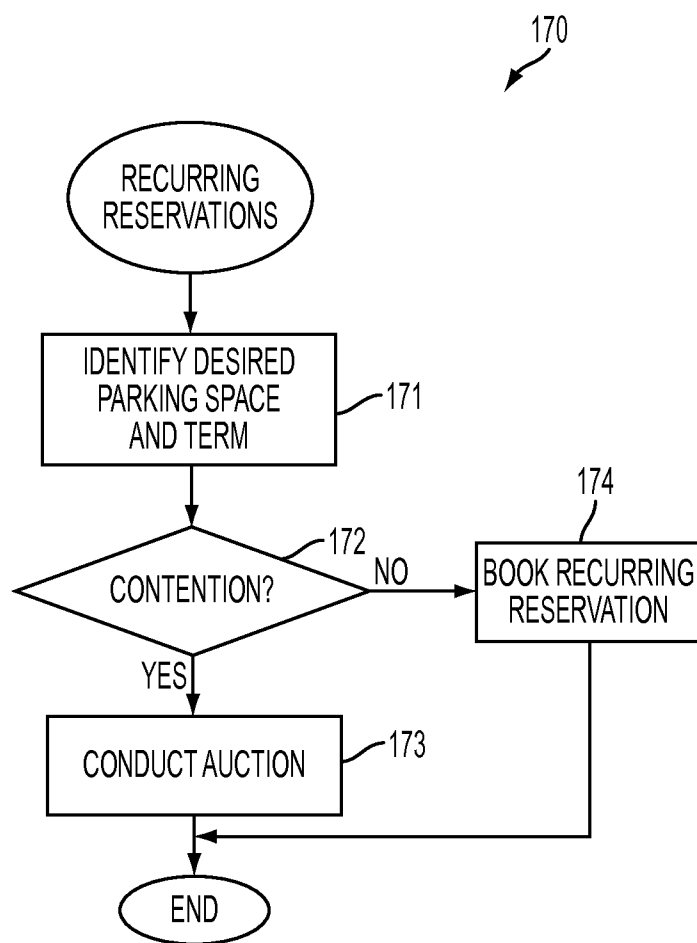 170
RECURRING
RESERVATIONS
IDENTIFY DESIRED
PARKING SPACE
AND TERM
171
172
CONTENTION?
NO
174
BOOK RECURRING
RESERVATION
YES
CONDUCT AUCTION
173
END